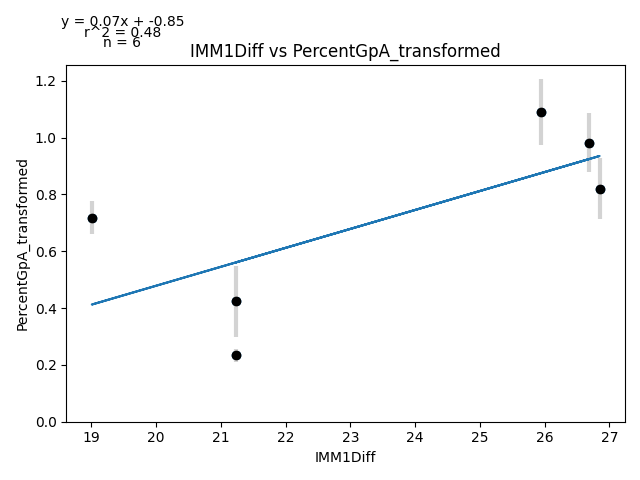 y = 0.07x + -0.85
r^2 = 0.48
n = 6
IMM1Diff vs PercentGpA_transformed
PercentGpA_transformed
1.2
1.0
0.8
0.6
0.4
0.2
0.0
19 20 21 22 23 24 25 26 27
IMM1Diff